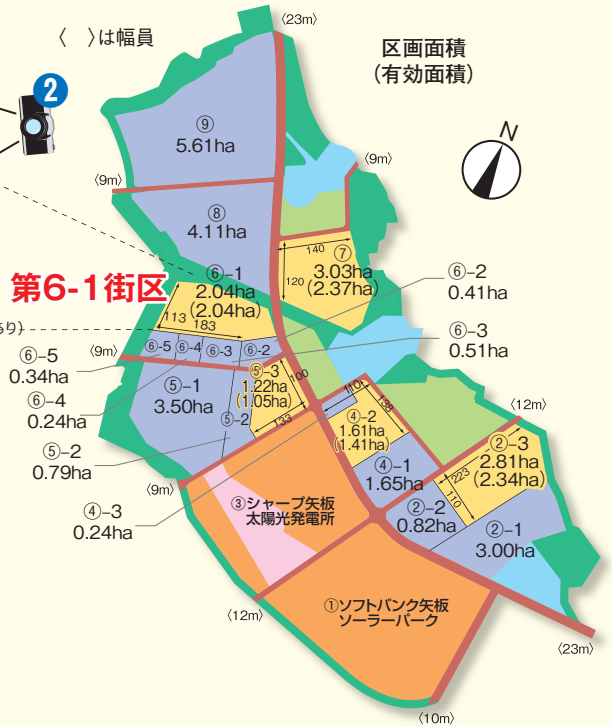 〈　〉は幅員
区画面積
(有効面積)
2
N
〈23m〉
⑨
5.61ha
〈9m〉
〈9m〉
⑧
4.11ha
140
⑦
3.03ha
(2.37ha)
120
第6-1街区
⑥-1
2.04ha
(2.04ha)
113
183
⑥-2
0.41ha
⑥-3
0.51ha
あり)
〈9m〉
⑥-5
⑥-4
⑥-3
⑥-2
⑥-5
0.34ha
⑥-4
0.24ha
⑤-1
3.50ha
⑤-3
1.22ha
(1.05ha)
100
133
⑤-2
⑤-2
0.79ha
110
138
④-2
1.61ha
(1.41ha)
④-1
1.65ha
〈12m〉
②-3
2.81ha
(2.34ha)
223
110
〈9m〉
④-3
0.24ha
③シャープ矢板
太陽光発電所
②-2
0.82ha
②-1
3.00ha
①ソフトバンク矢板
ソーラーパーク
〈12m〉
〈23m〉
〈10m〉